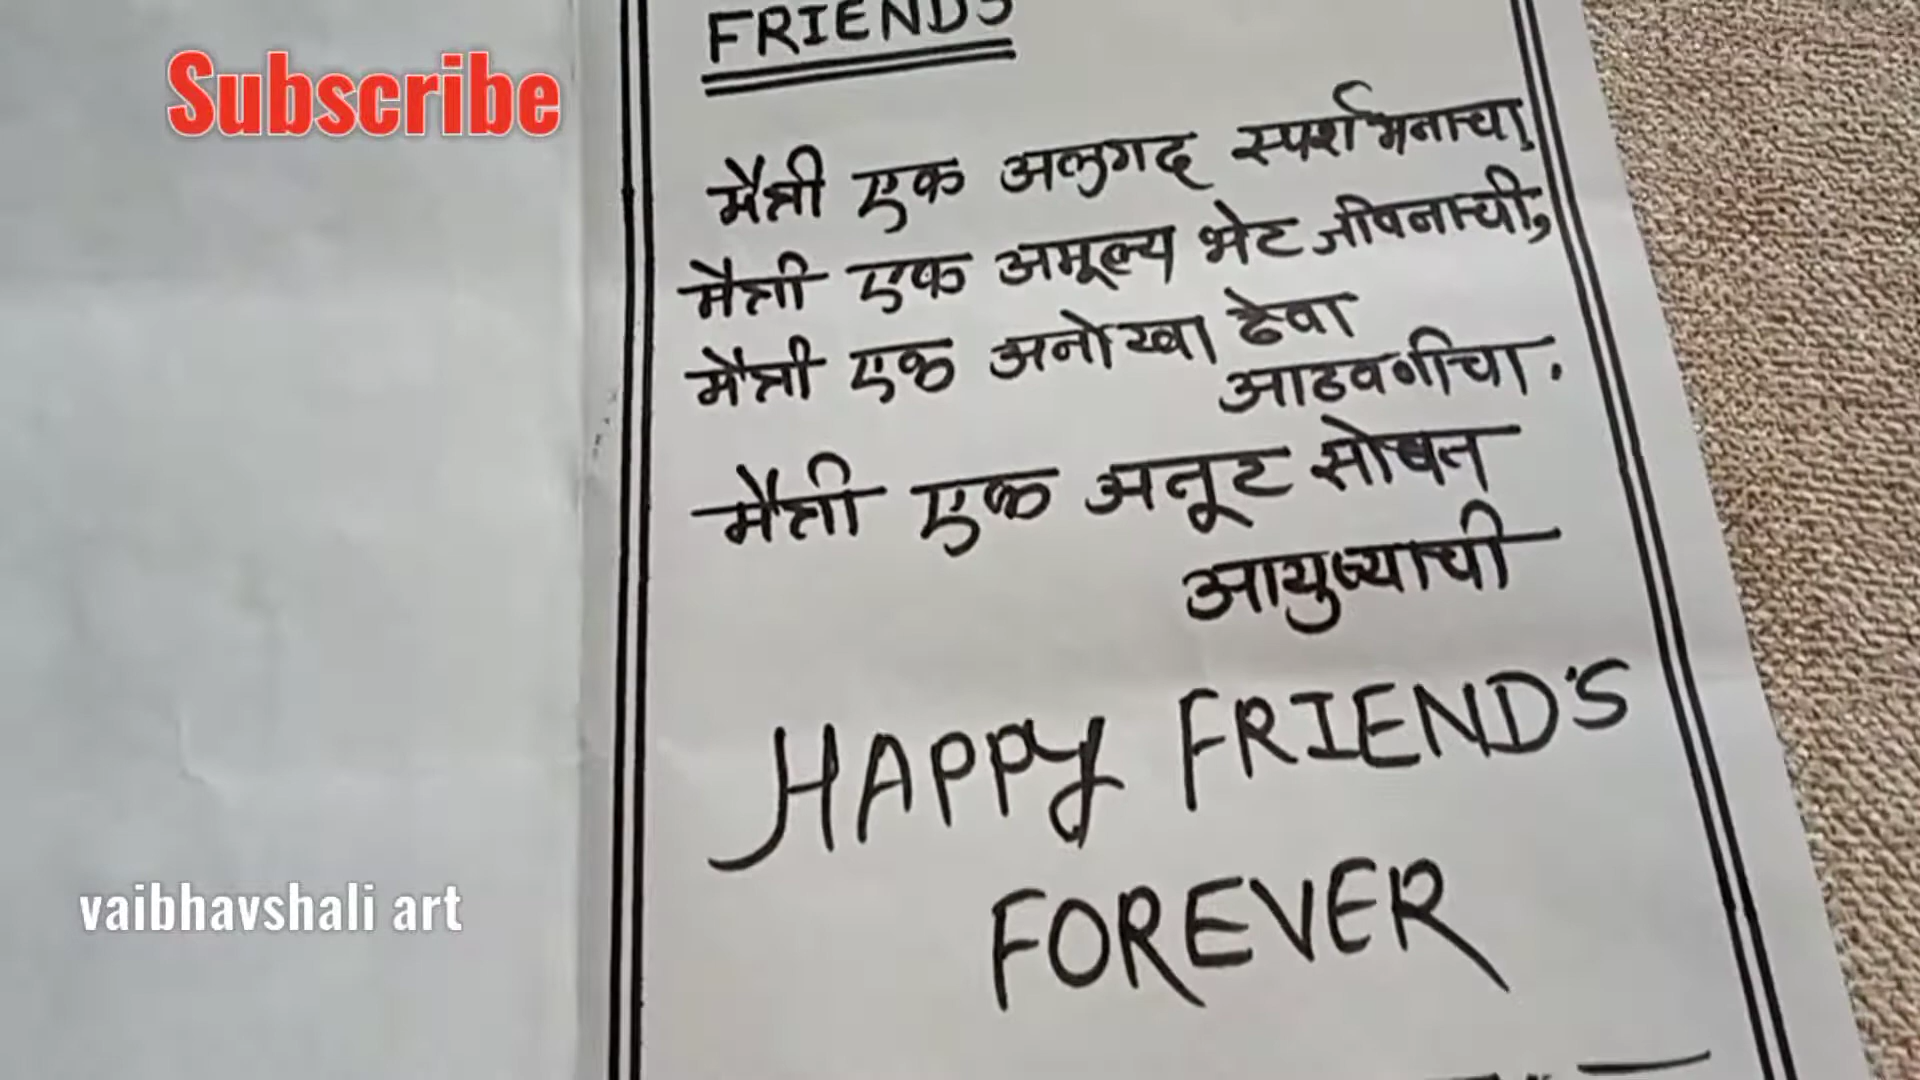 FRIENDS
Subscribe
मैत्री एक अलगद स्पर्श मनाचा,
मैत्री एक अमूल्य भेट जीवनाची,
मैत्री एक अनोखा ठेवा
आठवणीचा.
मैत्री एक अतूट सोबत
आयुष्याची
HAPPY FRIEND'S
FOREVER
vaibhavshali art